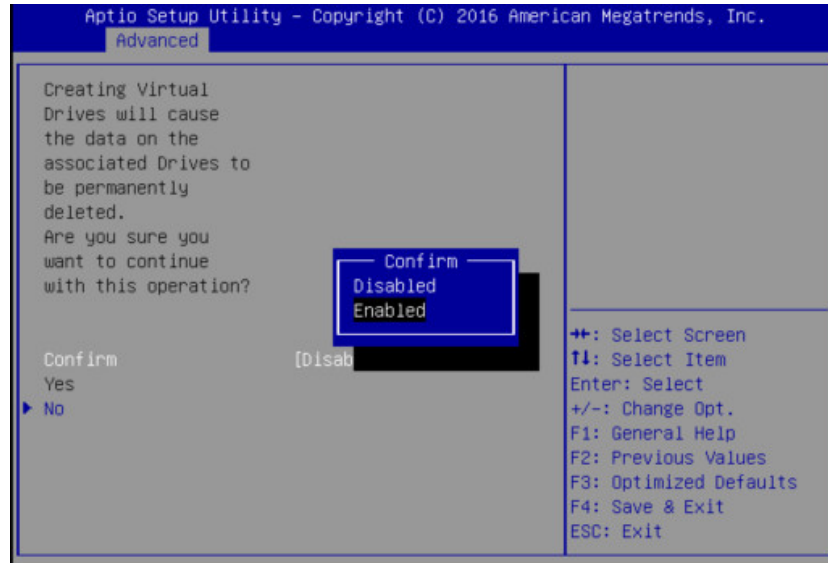 Aptio Setup Utility – Copyright (C) 2016 American Megatrends, Inc.
Advanced
Creating Virtual
Drives will cause
the data on the
associated Drives to
be permanently
deleted.
Are you sure you
want to continue
with this operation?
Confirm
Disabled
Enabled
Confirm [Disab
Yes
No
→←: Select Screen
↑↓: Select Item
Enter: Select
+/-: Change Opt.
F1: General Help
F2: Previous Values
F3: Optimized Defaults
F4: Save & Exit
ESC: Exit